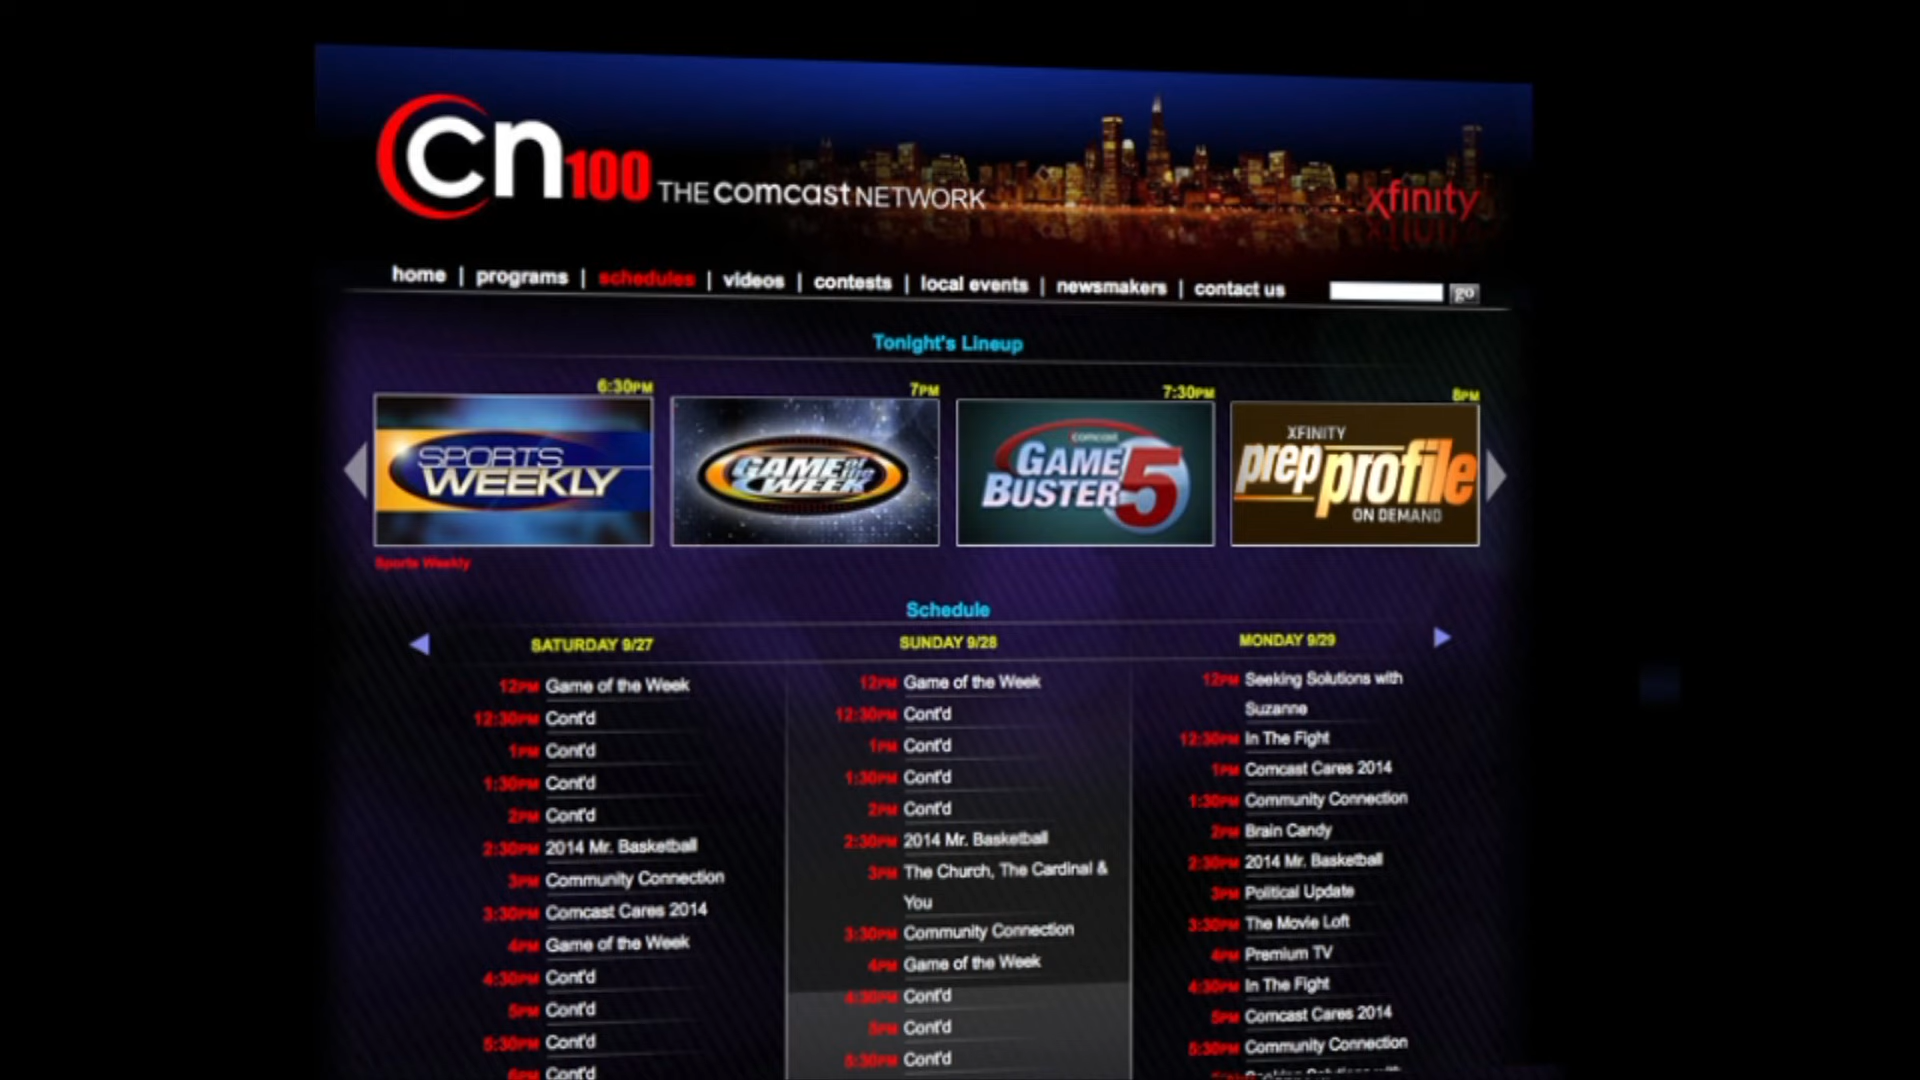 cn100 THE comcast NETWORK
xfinity
home | programs | schedules | videos | contests | local events | newsmakers | contact us
go
Tonight's Lineup
6:30PM
7PM
7:30PM
8PM
SPORTS
WEEKLY
GAME of the
WEEK
comcast
GAME
BUSTER 5
XFINITY
prep profile
ON DEMAND
Sports Weekly
Schedule
SATURDAY 9/27
12PM Game of the Week
12:30PM Cont'd
1PM Cont'd
1:30PM Cont'd
2PM Cont'd
2:30PM 2014 Mr. Basketball
3PM Community Connection
3:30PM Comcast Cares 2014
4PM Game of the Week
4:30PM Cont'd
5PM Cont'd
5:30PM Cont'd
6PM Cont'd
SUNDAY 9/28
12PM Game of the Week
12:30PM Cont'd
1PM Cont'd
1:30PM Cont'd
2PM Cont'd
2:30PM 2014 Mr. Basketball
3PM The Church, The Cardinal &
You
3:30PM Community Connection
4PM Game of the Week
4:30PM Cont'd
5PM Cont'd
5:30PM Cont'd
MONDAY 9/29
12PM Seeking Solutions with
Suzanne
12:30PM In The Fight
1PM Comcast Cares 2014
1:30PM Community Connection
2PM Brain Candy
2:30PM 2014 Mr. Basketball
3PM Political Update
3:30PM The Movie Loft
4PM Premium TV
4:30PM In The Fight
5PM Comcast Cares 2014
5:30PM Community Connection